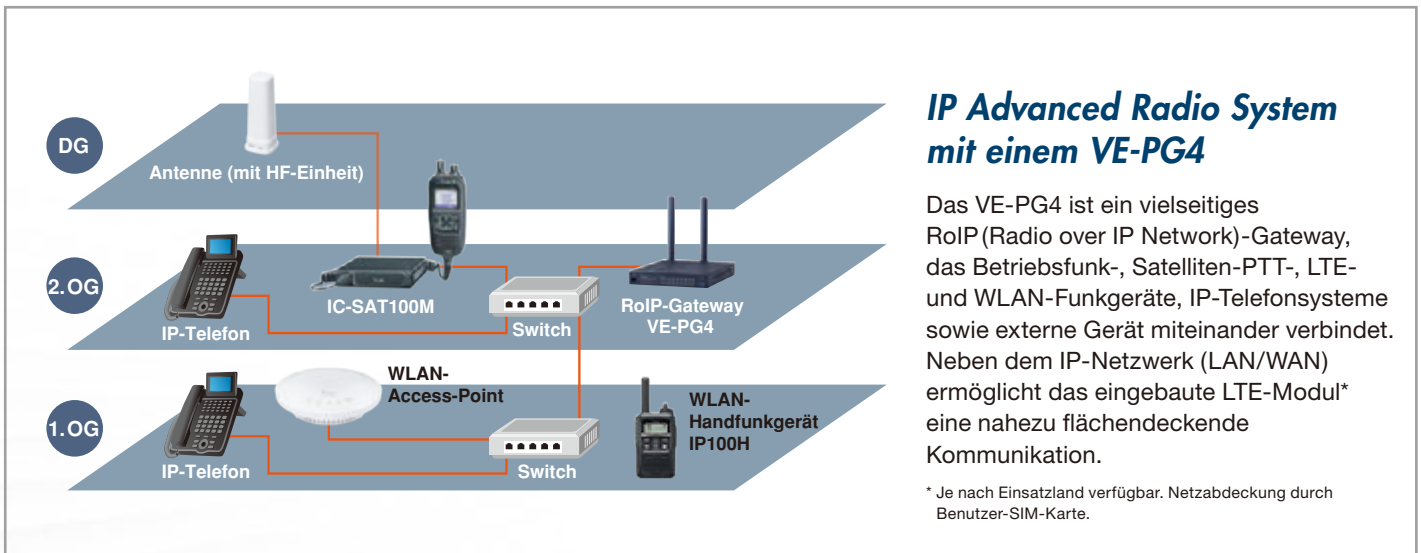 DG
Antenne (mit HF-Einheit)
2. OG
IP-Telefon
IC-SAT100M
Switch
RoIP-Gateway
VE-PG4
1. OG
IP-Telefon
WLAN-
Access-Point
Switch
WLAN-
Handfunkgerät
IP100H
IP Advanced Radio System
mit einem VE-PG4
Das VE-PG4 ist ein vielseitiges
RoIP (Radio over IP Network)-Gateway,
das Betriebsfunk-, Satelliten-PTT-, LTE-
und WLAN-Funkgeräte, IP-Telefonsysteme
sowie externe Gerät miteinander verbindet.
Neben dem IP-Netzwerk (LAN/WAN)
ermöglicht das eingebaute LTE-Modul*
eine nahezu flächendeckende
Kommunikation.
* Je nach Einsatzland verfügbar. Netzabdeckung durch
Benutzer-SIM-Karte.